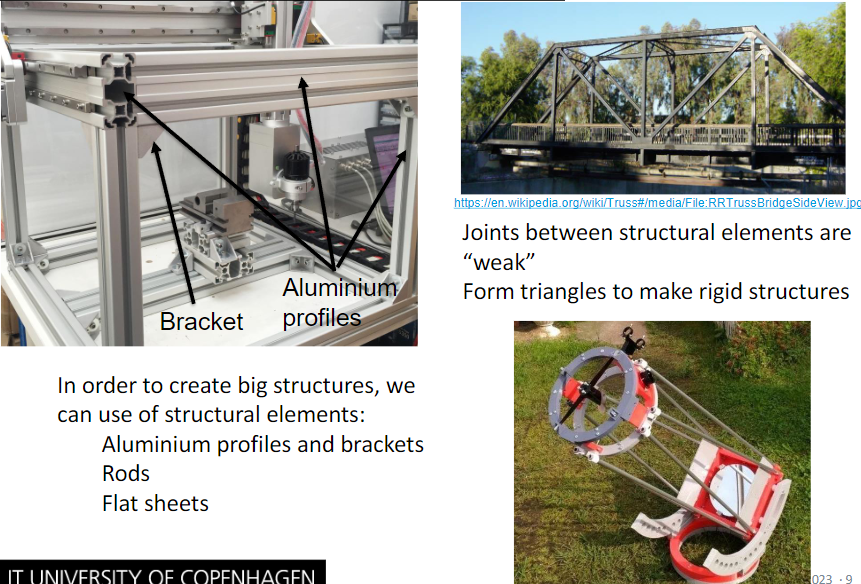 Bracket
Aluminium
profiles
In order to create big structures, we
can use of structural elements:
Aluminium profiles and brackets
Rods
Flat sheets
https://en.wikipedia.org/wiki/Truss#/media/File:RRTrussBridgeSideView.jpg
Joints between structural elements are
“weak”
Form triangles to make rigid structures
IT UNIVERSITY OF COPENHAGEN
023 · 9